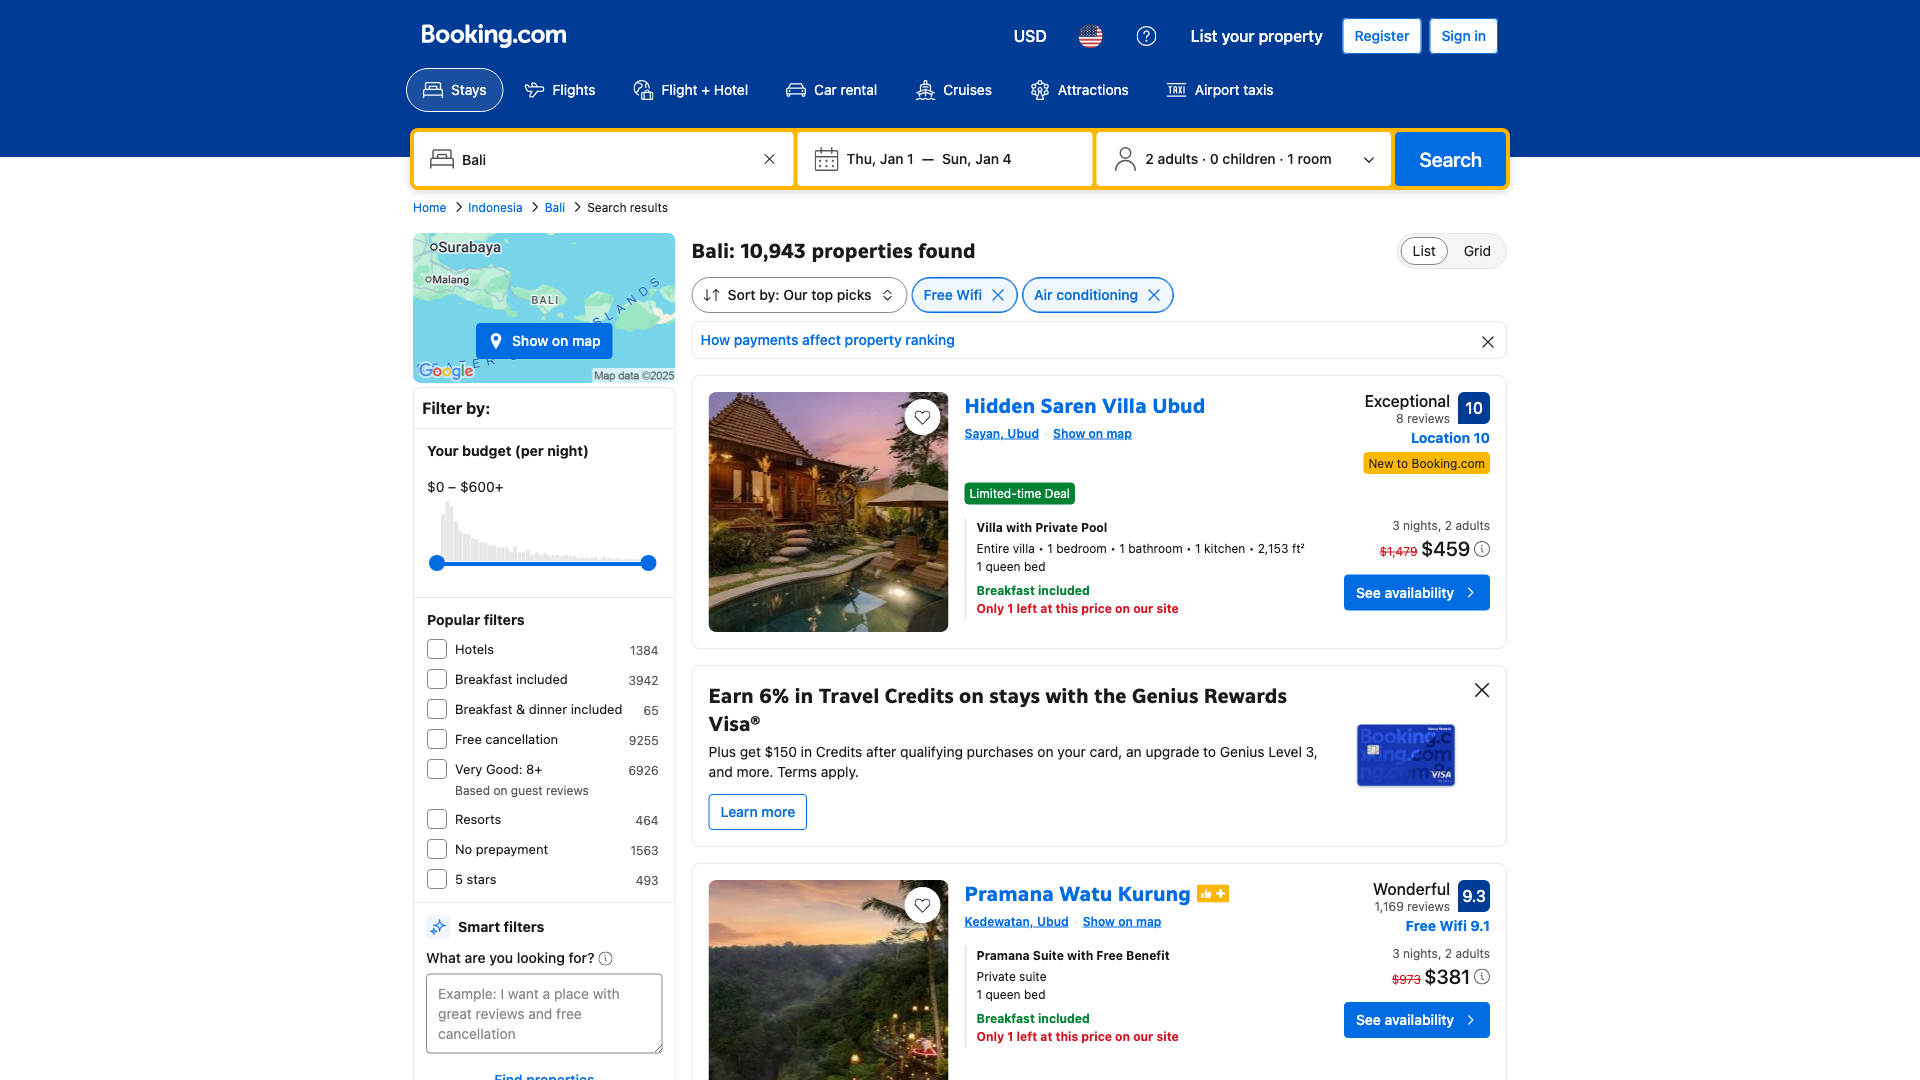 Booking.com
USD
List your property
Register
Sign in
Stays
Flights
Flight + Hotel
Car rental
Cruises
Attractions
TAXI
Airport taxis
Bali
Thu, Jan 1 — Sun, Jan 4
2 adults · 0 children · 1 room
Search
Home > Indonesia > Bali > Search results
Surabaya
Malang
BALI
Show on map
Google
Map data ©2025
Filter by:
Your budget (per night)
$0 – $600+
Popular filters
Hotels 1384
Breakfast included 3942
Breakfast & dinner included 65
Free cancellation 9255
Very Good: 8+ 6926
Based on guest reviews
Resorts 464
No prepayment 1563
5 stars 493
Smart filters
What are you looking for?
Example: I want a place with
great reviews and free
cancellation
Find properties
Bali: 10,943 properties found
List
Grid
Sort by: Our top picks
Free Wifi
Air conditioning
How payments affect property ranking
Hidden Saren Villa Ubud
Sayan, Ubud · Show on map
Limited-time Deal
Villa with Private Pool
Entire villa • 1 bedroom • 1 bathroom • 1 kitchen • 2,153 ft²
1 queen bed
Breakfast included
Only 1 left at this price on our site
Exceptional 10
8 reviews
Location 10
New to Booking.com
3 nights, 2 adults
$1,479 $459
See availability
Earn 6% in Travel Credits on stays with the Genius Rewards
Visa®
Plus get $150 in Credits after qualifying purchases on your card, an upgrade to Genius Level 3,
and more. Terms apply.
Learn more
VISA
Pramana Watu Kurung
Kedewatan, Ubud · Show on map
Pramana Suite with Free Benefit
Private suite
1 queen bed
Breakfast included
Only 1 left at this price on our site
Wonderful 9.3
1,169 reviews
Free Wifi 9.1
3 nights, 2 adults
$973 $381
See availability